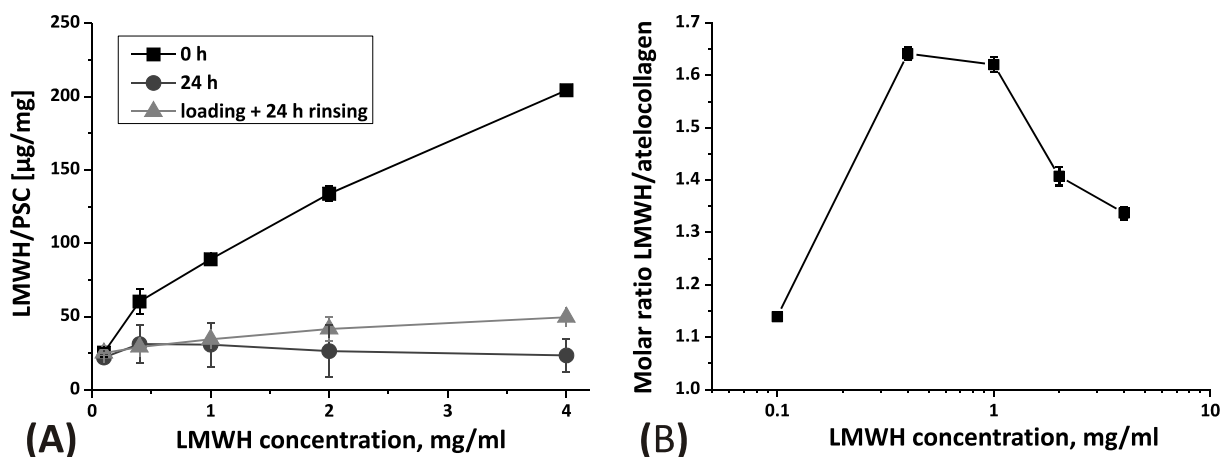 250
200
150
100
50
0
LMWH/PSC [µg/mg]
0 h
24 h
loading + 24 h rinsing
0 1 2 3 4
LMWH concentration, mg/ml
(A)
1.7
1.6
1.5
1.4
1.3
1.2
1.1
1.0
Molar ratio LMWH/atelocollagen
0.1 1 10
LMWH concentration, mg/ml
(B)